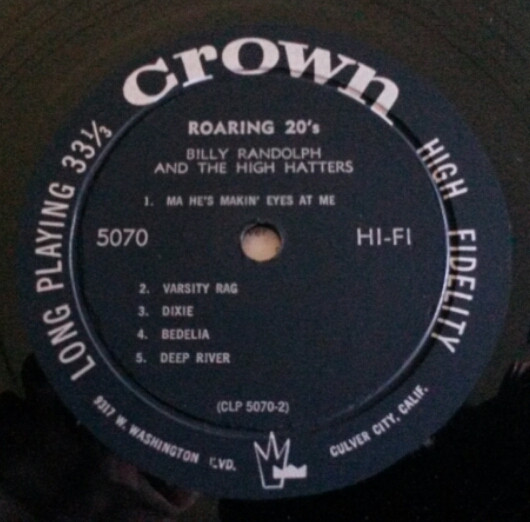 crown
ROARING 20's
BILLY RANDOLPH
AND THE HIGH HATTERS
1. MA HE'S MAKIN' EYES AT ME
5070
HI-FI
2. VARSITY RAG
3. DIXIE
4. BEDELIA
5. DEEP RIVER
(CLP 5070-2)
LONG PLAYING 33⅓
HIGH FIDELITY
9317 W. WASHINGTON
CULVER CITY, CALIF.